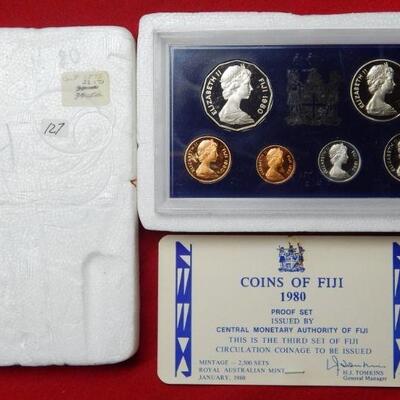 127
ELIZABETH II FIJI 1980
ELIZABETH II
COINS OF FIJI
1980
PROOF SET
ISSUED BY
CENTRAL MONETARY AUTHORITY OF FIJI
THIS IS THE THIRD SET OF FIJI
CIRCULATION COINAGE TO BE ISSUED
MINTAGE - 2,500 SETS
ROYAL AUSTRALIAN MINT
JANUARY, 1980
H.J. TOMKINS
General Manager